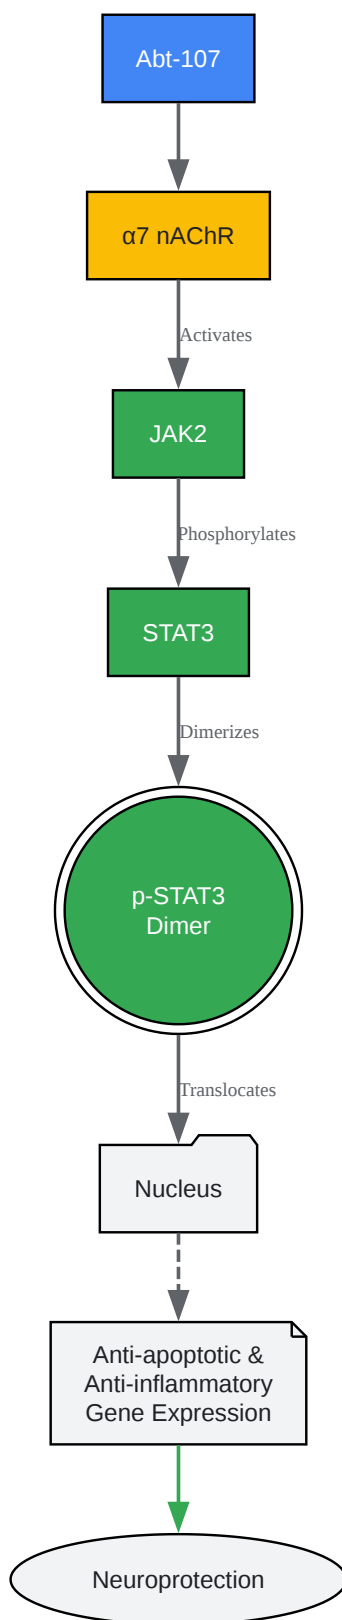 Abt-107
α7 nAChR
Activates
JAK2
Phosphorylates
STAT3
Dimerizes
p-STAT3
Dimer
Translocates
Nucleus
Anti-apoptotic &
Anti-inflammatory
Gene Expression
Neuroprotection